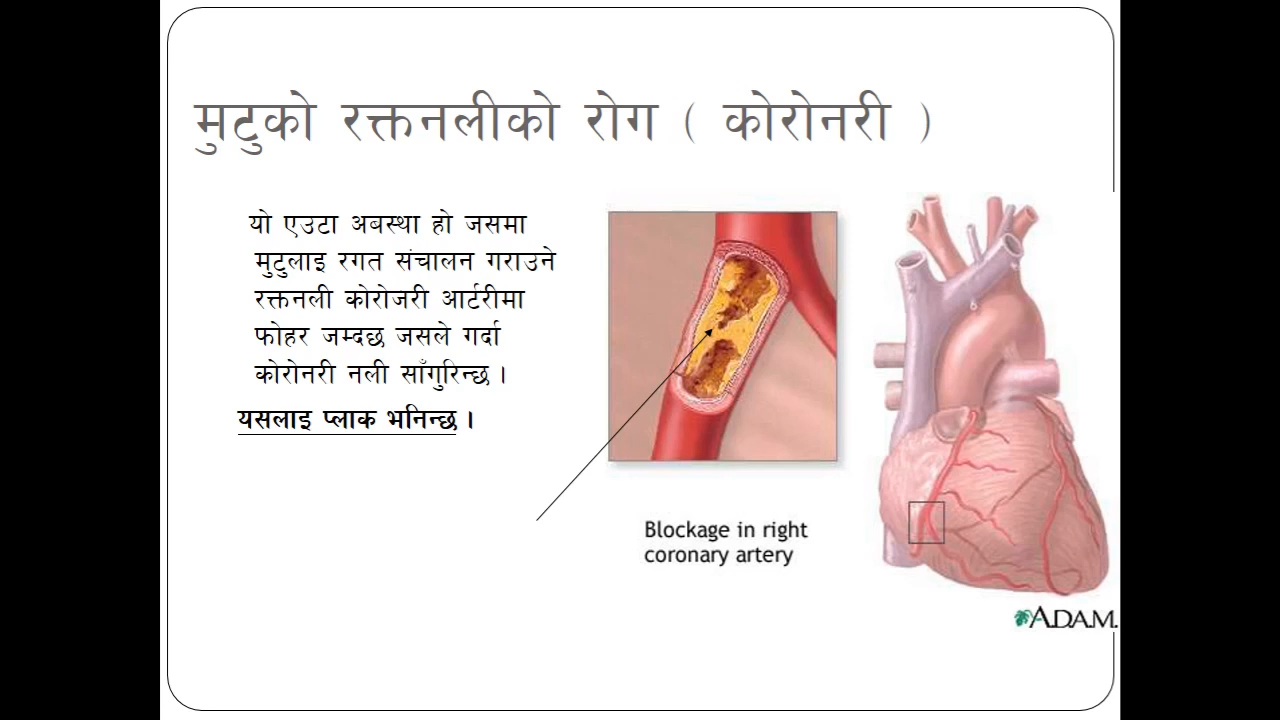 मुटुको रक्तनलीको रोग ( कोरोनरी )
यो एउटा अबस्था हो जसमा
मुटुलाइ रगत संचालन गराउने
रक्तनली कोरोजरी आर्टरीमा
फोहर जम्दछ जसले गर्दा
कोरोनरी नली साँगुरिन्छ ।
यसलाइ प्लाक भनिन्छ ।
Blockage in right
coronary artery
A.D.A.M.